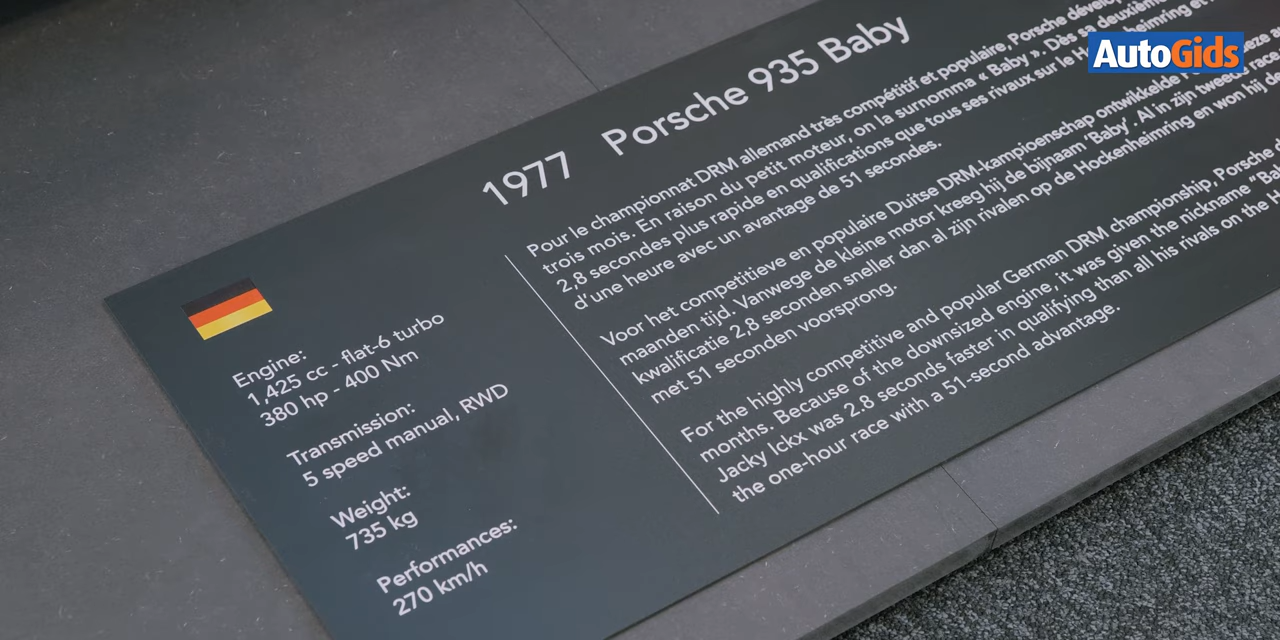 AutoGids
1977 Porsche 935 Baby
Engine:
1,425 cc - flat-6 turbo
380 hp - 400 Nm
Transmission:
5 speed manual, RWD
Weight:
735 kg
Performances:
270 km/h
Pour le championnat DRM allemand très compétitif et populaire, Porsche
trois mois. En raison du petit moteur, on la surnomma « Baby ». Dès sa deuxième
2,8 secondes plus rapide en qualifications que tous ses rivaux sur le
d'une heure avec un avantage de 51 secondes.
Voor het competitieve en populaire Duitse DRM-kampioenschap ontwikkelde
maanden tijd. Vanwege de kleine motor kreeg hij de bijnaam 'Baby'. Al in zijn tweede race
kwalificatie 2,8 seconden sneller dan al zijn rivalen op de Hockenheimring en won hij
met 51 seconden voorsprong.
For the highly competitive and popular German DRM championship, Porsche
months. Because of the downsized engine, it was given the nickname
Jacky Ickx was 2.8 seconds faster in qualifying than all his rivals on the
the one-hour race with a 51-second advantage.